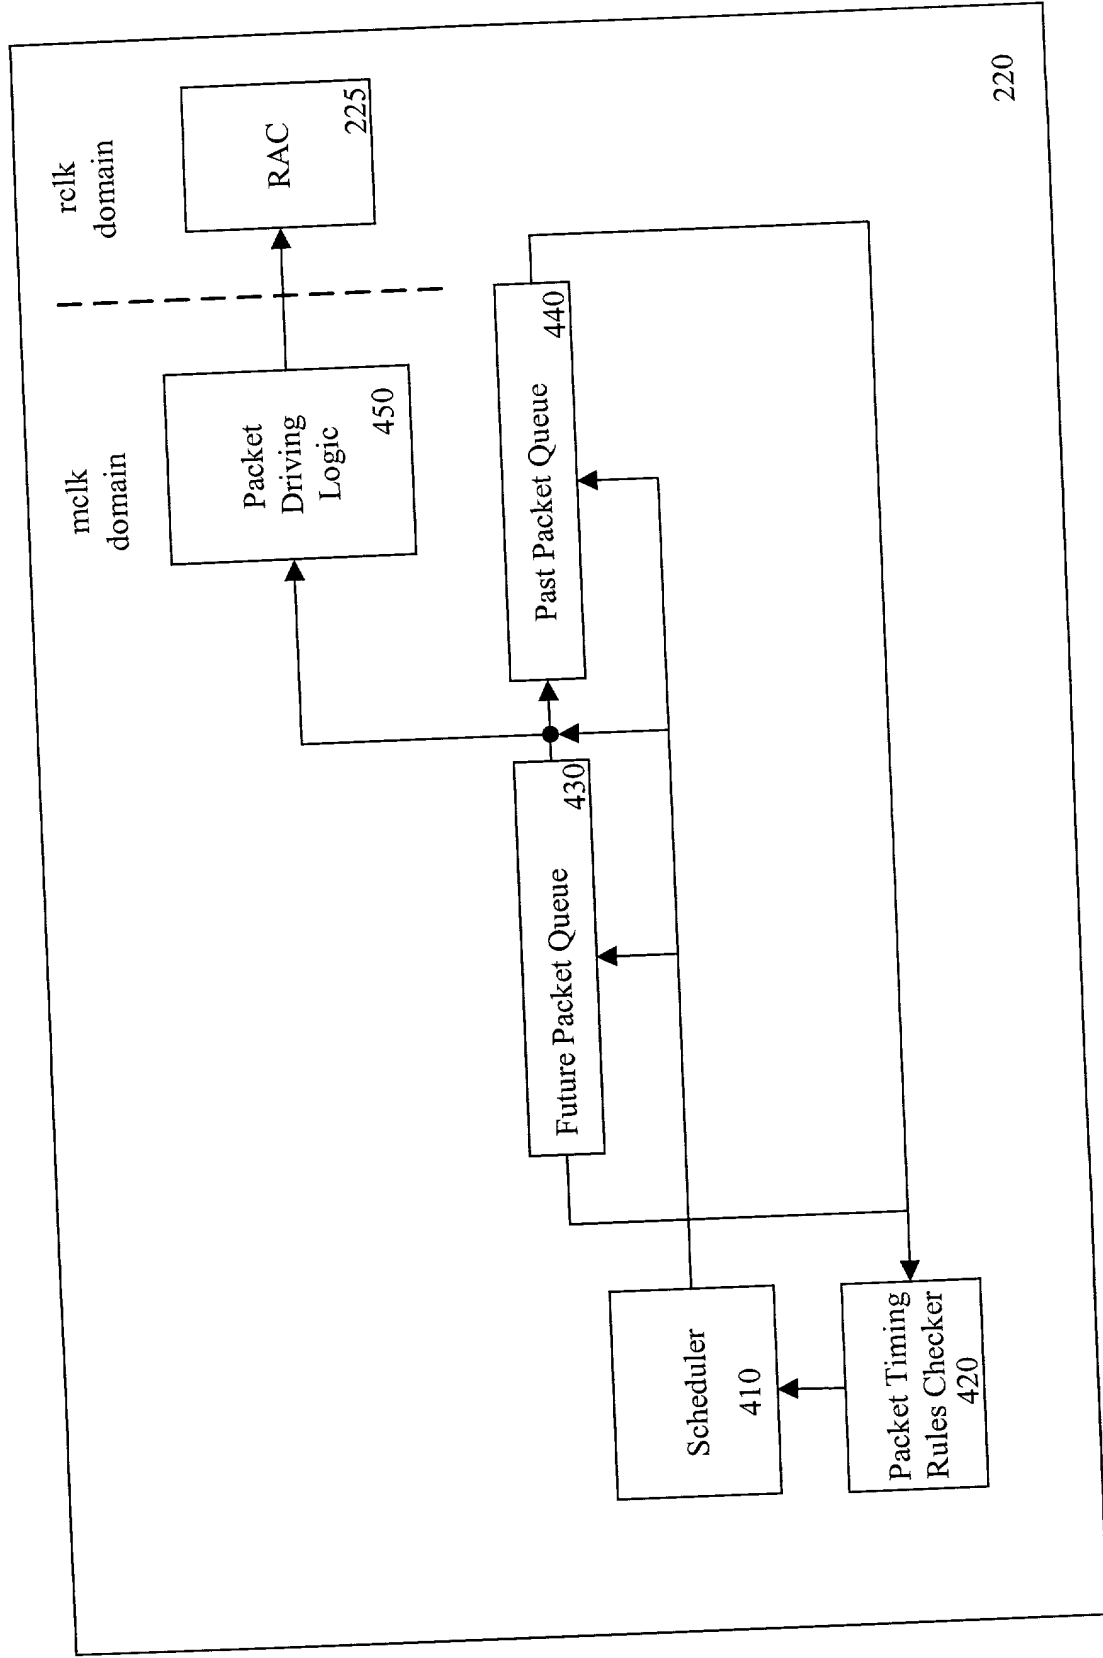 mclk
domain
rclk
domain
Packet
Driving
Logic
450
RAC
225
Future Packet Queue
430
Past Packet Queue
440
Scheduler
410
Packet Timing
Rules Checker
420
220